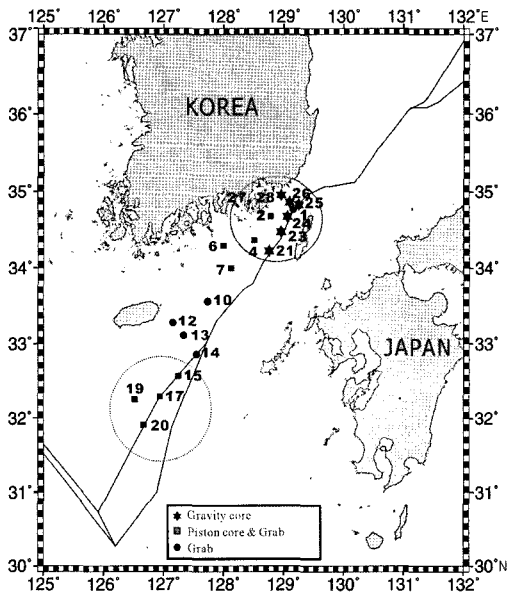 125° 126° 127° 128° 129° 130° 131° 132°E
37° 37°
KOREA
36° 36°
35° 35°
27 28 26
25
2 1
24
23
6 4 21
34° 34°
7
10
12
13
33° 33°
14
JAPAN
15
19 17
32° 32°
20
31° 31°
Gravity core
Piston core & Grab
Grab
30° 30°N
125° 126° 127° 128° 129° 130° 131° 132°